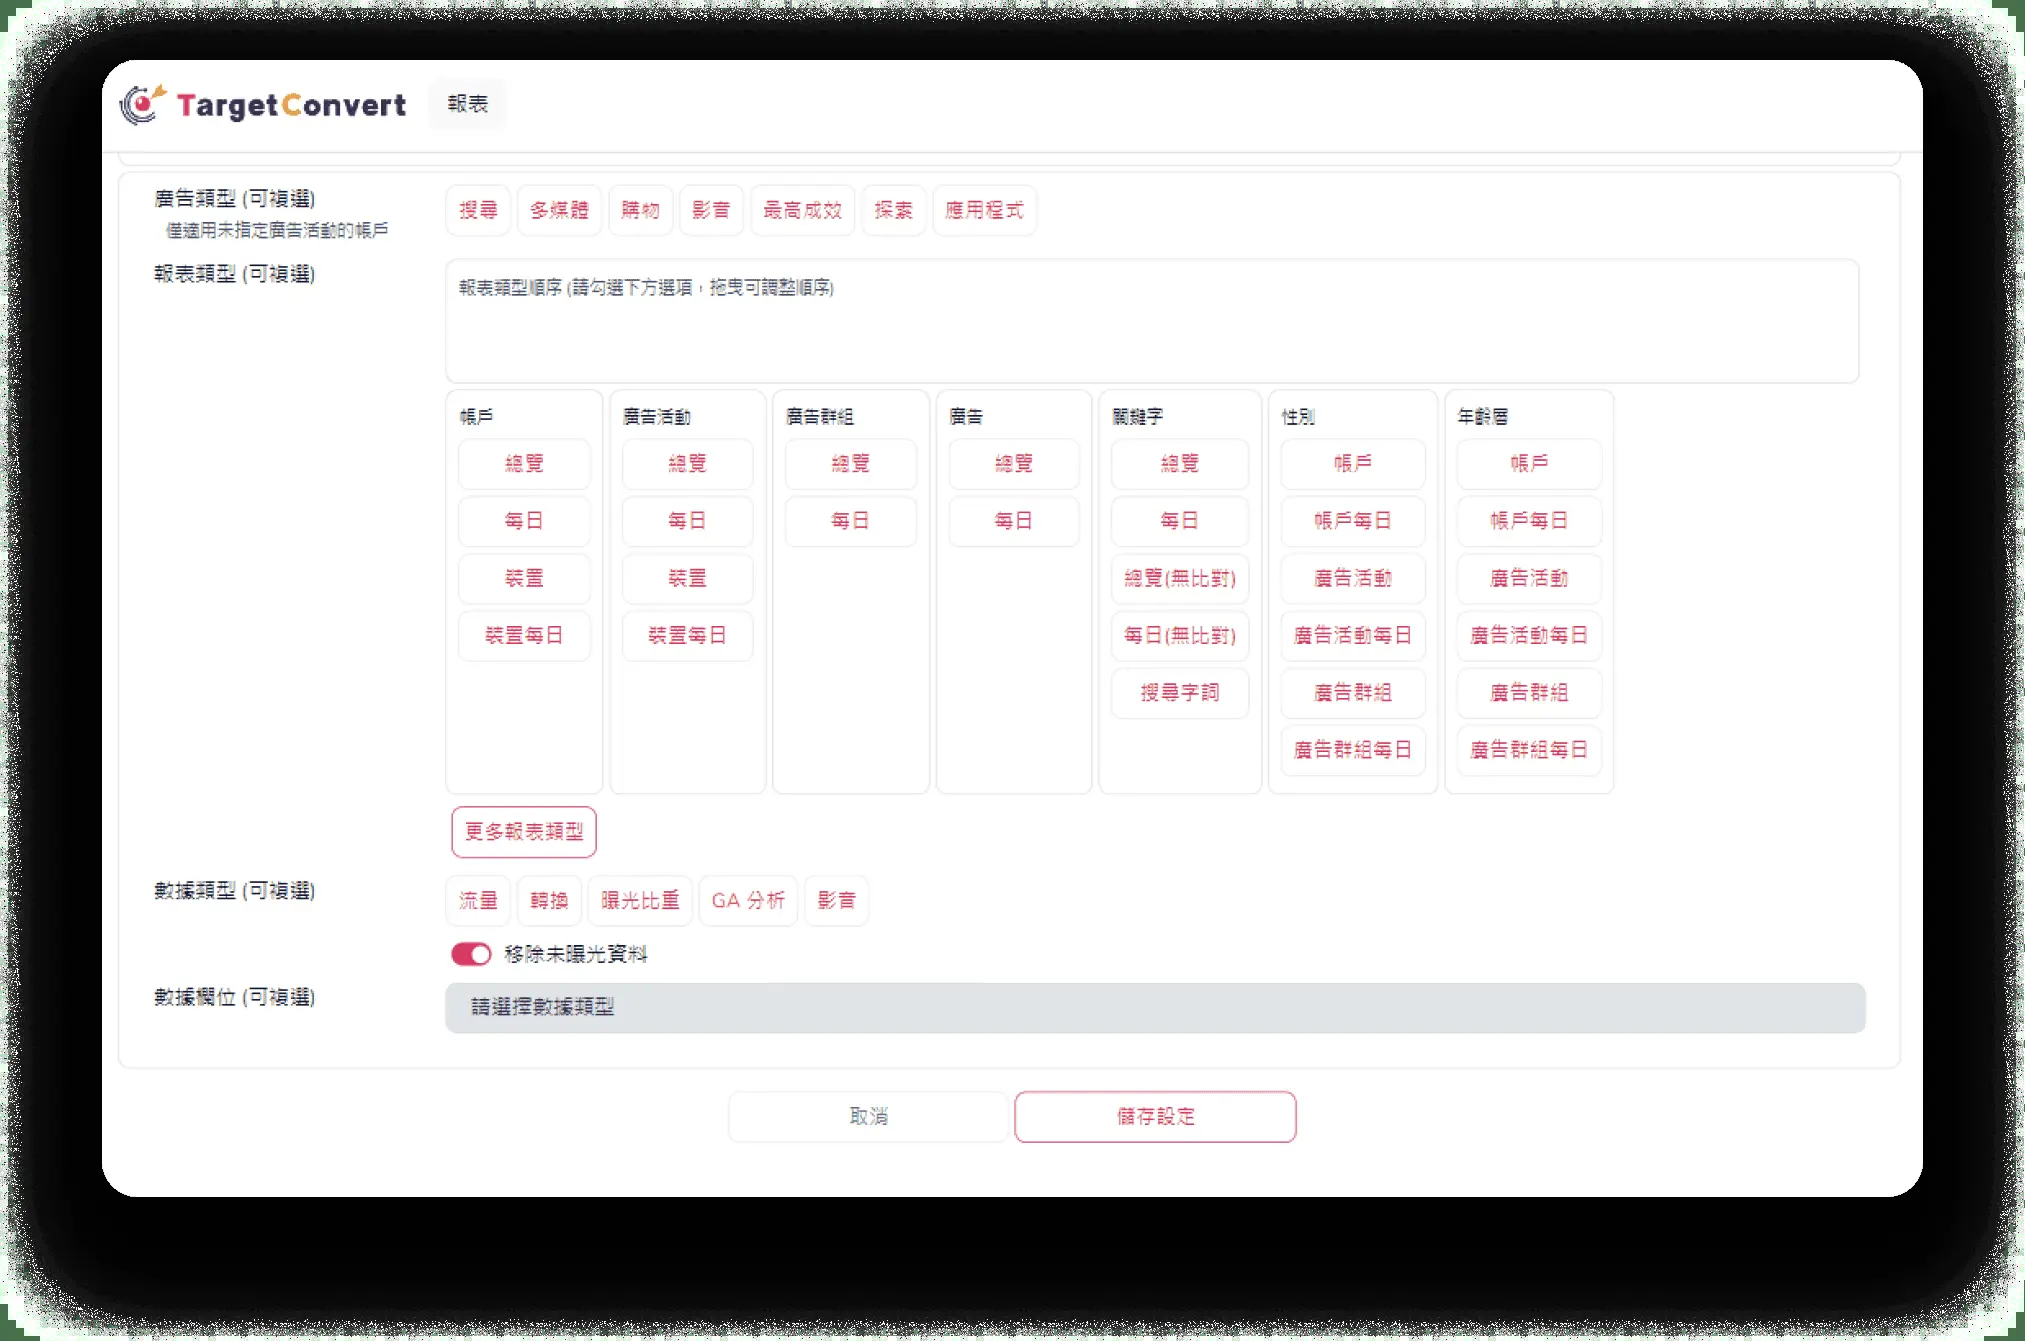 TargetConvert 報表
廣告類型 (可複選)
僅適用未指定廣告活動的帳戶
搜尋 多媒體 購物 影音 最高成效 探索 應用程式
報表類型 (可複選)
報表類型順序 (請勾選下方選項，拖曳可調整順序)
帳戶
總覽
每日
裝置
裝置每日
廣告活動
總覽
每日
裝置
裝置每日
廣告群組
總覽
每日
廣告
總覽
每日
關鍵字
總覽
每日
總覽(無比對)
每日(無比對)
搜尋字詞
性別
帳戶
帳戶每日
廣告活動
廣告活動每日
廣告群組
廣告群組每日
年齡層
帳戶
帳戶每日
廣告活動
廣告活動每日
廣告群組
廣告群組每日
更多報表類型
數據類型 (可複選)
流量 轉換 曝光比重 GA 分析 影音
移除未曝光資料
數據欄位 (可複選)
請選擇數據類型
取消 儲存設定